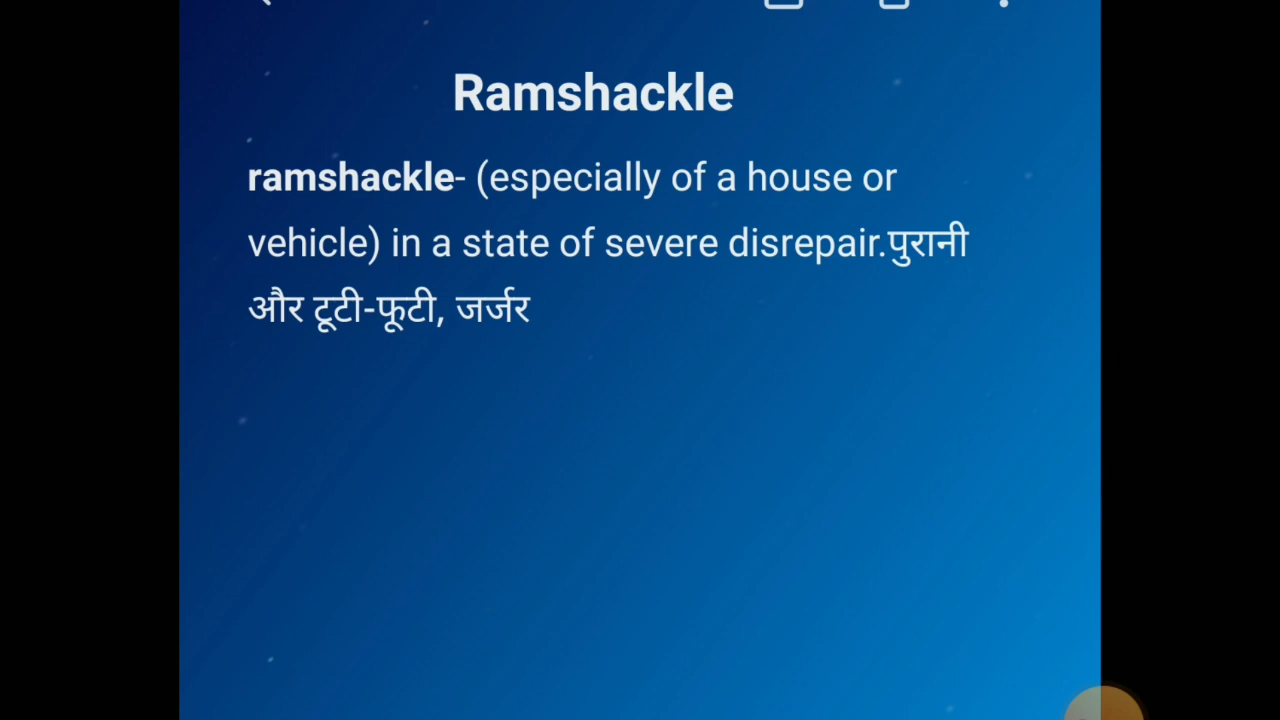 Ramshackle
ramshackle- (especially of a house or
vehicle) in a state of severe disrepair.पुरानी
और टूटी-फूटी, जर्जर